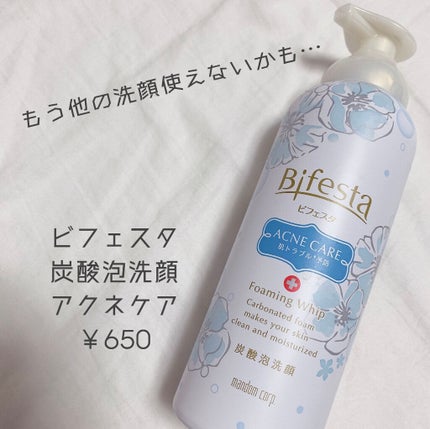 もう他の洗顔使えないかも…
ビフェスタ
炭酸泡洗顔
アクネケア
￥650
Bifesta
ビフェスタ
ACNE CARE
肌トラブル*予防
Foaming Whip
Carbonated foam
makes your skin
clean and moisturized
炭酸泡洗顔
mandom corp.